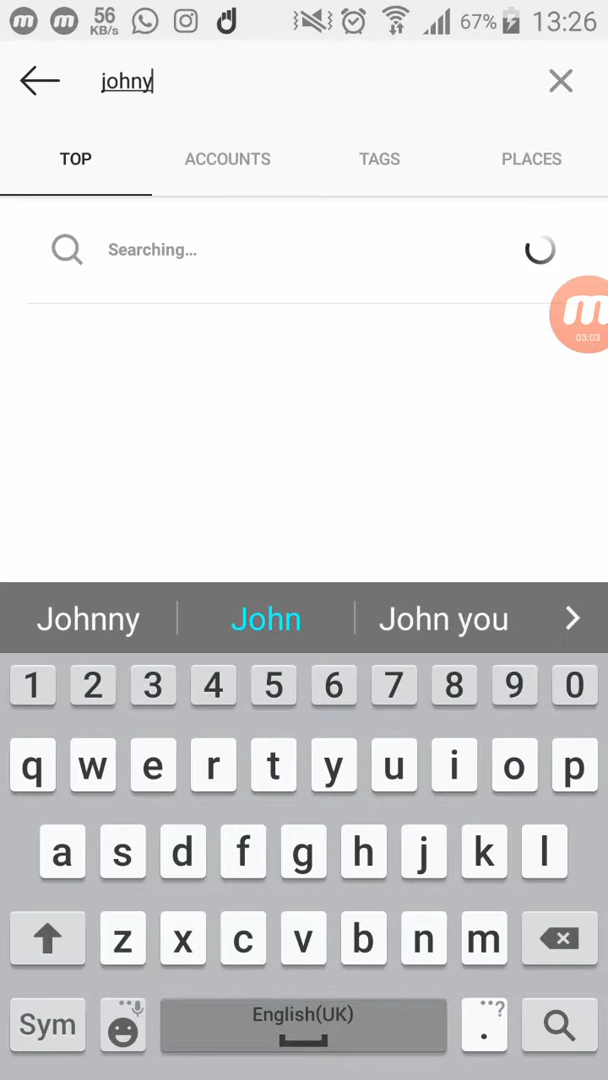 56 KB/s 67% 13:26
johny
TOP ACCOUNTS TAGS PLACES
Searching...
m
03:03
Johnny John John you
1 2 3 4 5 6 7 8 9 0
q w e r t y u i o p
a s d f g h j k l
z x c v b n m
Sym English(UK) . ?